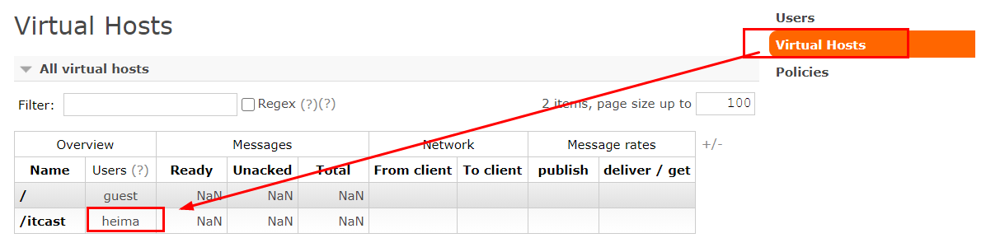 Virtual Hosts
Users
Virtual Hosts
Policies
All virtual hosts
Filter: Regex (?)(?) 2 items, page size up to 100
Overview Messages Network Message rates +/-
Name Users (?) Ready Unacked Total From client To client publish deliver / get
/ guest NaN NaN NaN
/itcast heima NaN NaN NaN